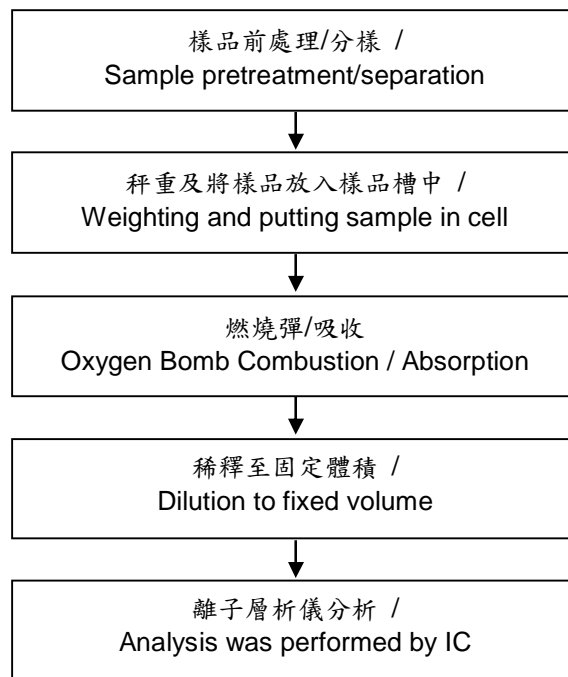 樣品前處理/分樣 /
Sample pretreatment/separation
秤重及將樣品放入樣品槽中 /
Weighting and putting sample in cell
燃燒彈/吸收
Oxygen Bomb Combustion / Absorption
稀釋至固定體積 /
Dilution to fixed volume
離子層析儀分析 /
Analysis was performed by IC